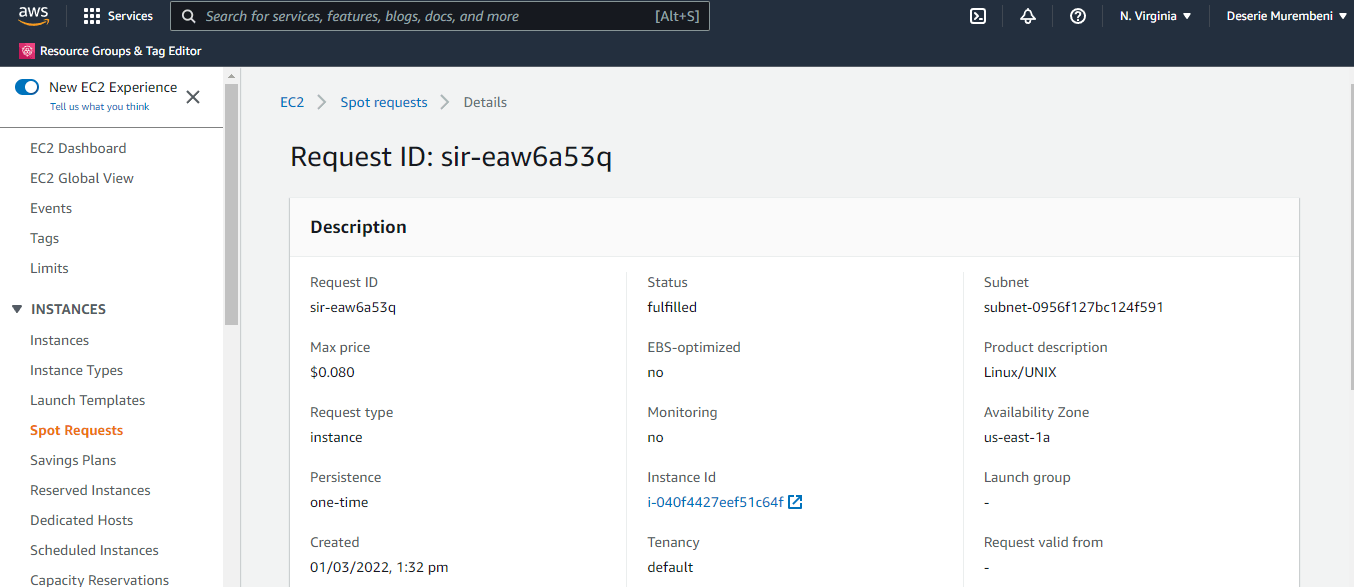 aws
Services
Search for services, features, blogs, docs, and more [Alt+S]
N. Virginia ▼
Deserie Murembeni ▼
Resource Groups & Tag Editor
New EC2 Experience
Tell us what you think
EC2 Dashboard
EC2 Global View
Events
Tags
Limits
INSTANCES
Instances
Instance Types
Launch Templates
Spot Requests
Savings Plans
Reserved Instances
Dedicated Hosts
Scheduled Instances
Capacity Reservations
EC2 > Spot requests > Details
Request ID: sir-eaw6a53q
Description
Request ID
sir-eaw6a53q
Max price
$0.080
Request type
instance
Persistence
one-time
Created
01/03/2022, 1:32 pm
Status
fulfilled
EBS-optimized
no
Monitoring
no
Instance Id
i-040f4427eef51c64f
Tenancy
default
Subnet
subnet-0956f127bc124f591
Product description
Linux/UNIX
Availability Zone
us-east-1a
Launch group
-
Request valid from
-